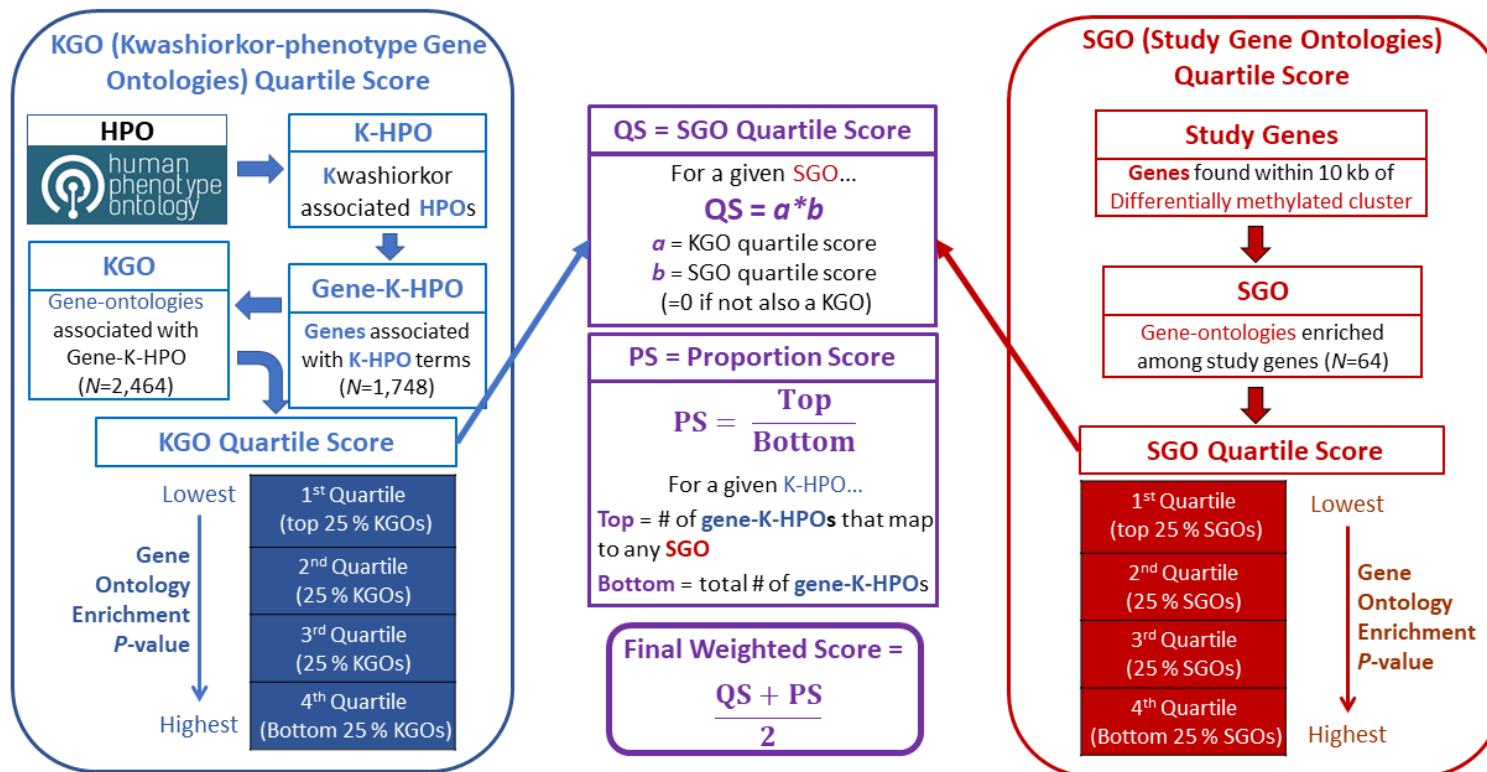 KGO (Kwashiorkor-phenotype Gene
Ontologies) Quartile Score
HPO
human
phenotype
ontology
K-HPO
Kwashiorkor
associated HPOs
KGO
Gene-ontologies
associated with
Gene-K-HPO
(N=2,464)
Gene-K-HPO
Genes associated
with K-HPO terms
(N=1,748)
KGO Quartile Score
Lowest
Gene
Ontology
Enrichment
P-value
Highest
1st Quartile
(top 25 % KGOs)
2nd Quartile
(25 % KGOs)
3rd Quartile
(25 % KGOs)
4th Quartile
(Bottom 25 % KGOs)
QS = SGO Quartile Score
For a given SGO...
QS = a*b
a = KGO quartile score
b = SGO quartile score
(=0 if not also a KGO)
PS = Proportion Score
PS = Top
Bottom
For a given K-HPO...
Top = # of gene-K-HPOs that map
to any SGO
Bottom = total # of gene-K-HPOs
Final Weighted Score =
QS + PS
2
SGO (Study Gene Ontologies)
Quartile Score
Study Genes
Genes found within 10 kb of
Differentially methylated cluster
SGO
Gene-ontologies enriched
among study genes (N=64)
SGO Quartile Score
1st Quartile
(top 25 % SGOs)
2nd Quartile
(25 % SGOs)
3rd Quartile
(25 % SGOs)
4th Quartile
(Bottom 25 % SGOs)
Lowest
Gene
Ontology
Enrichment
P-value
Highest